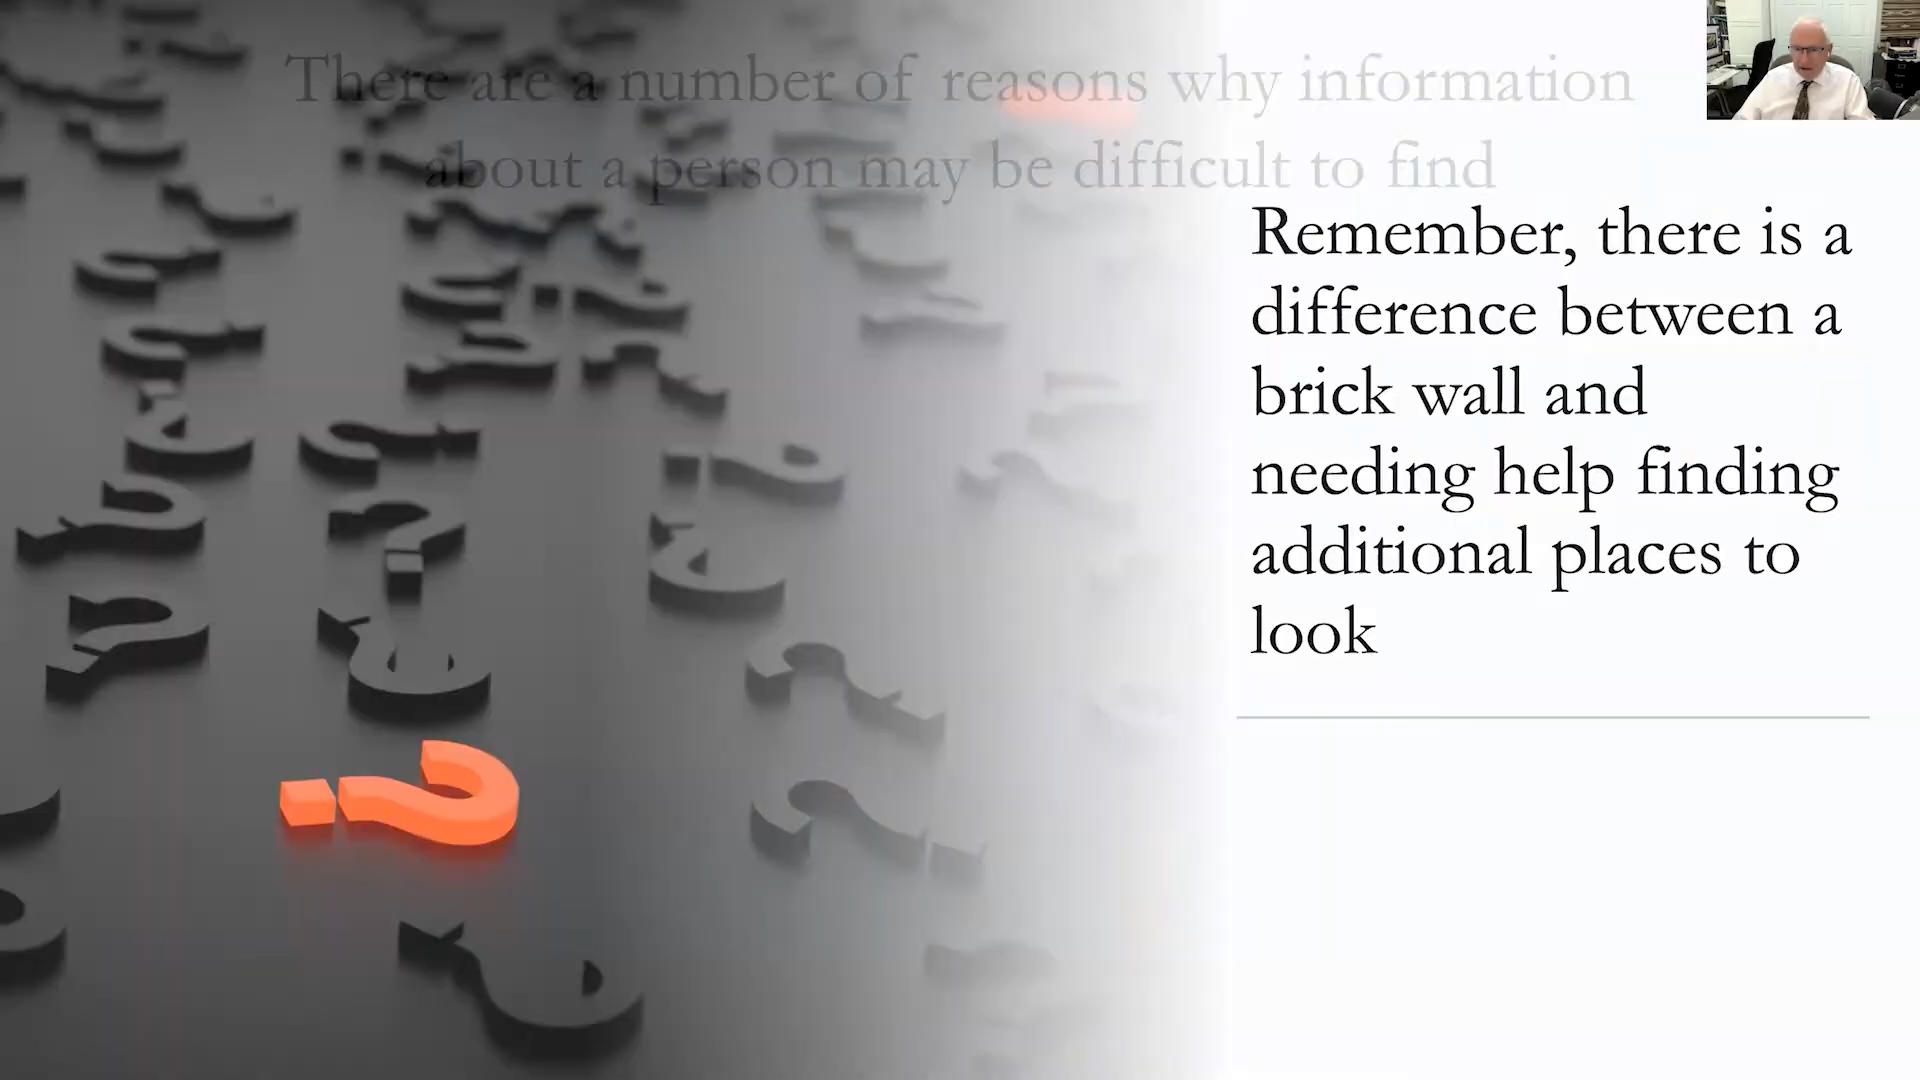 There are a number of reasons why information
about a person may be difficult to find
Remember, there is a
difference between a
brick wall and
needing help finding
additional places to
look